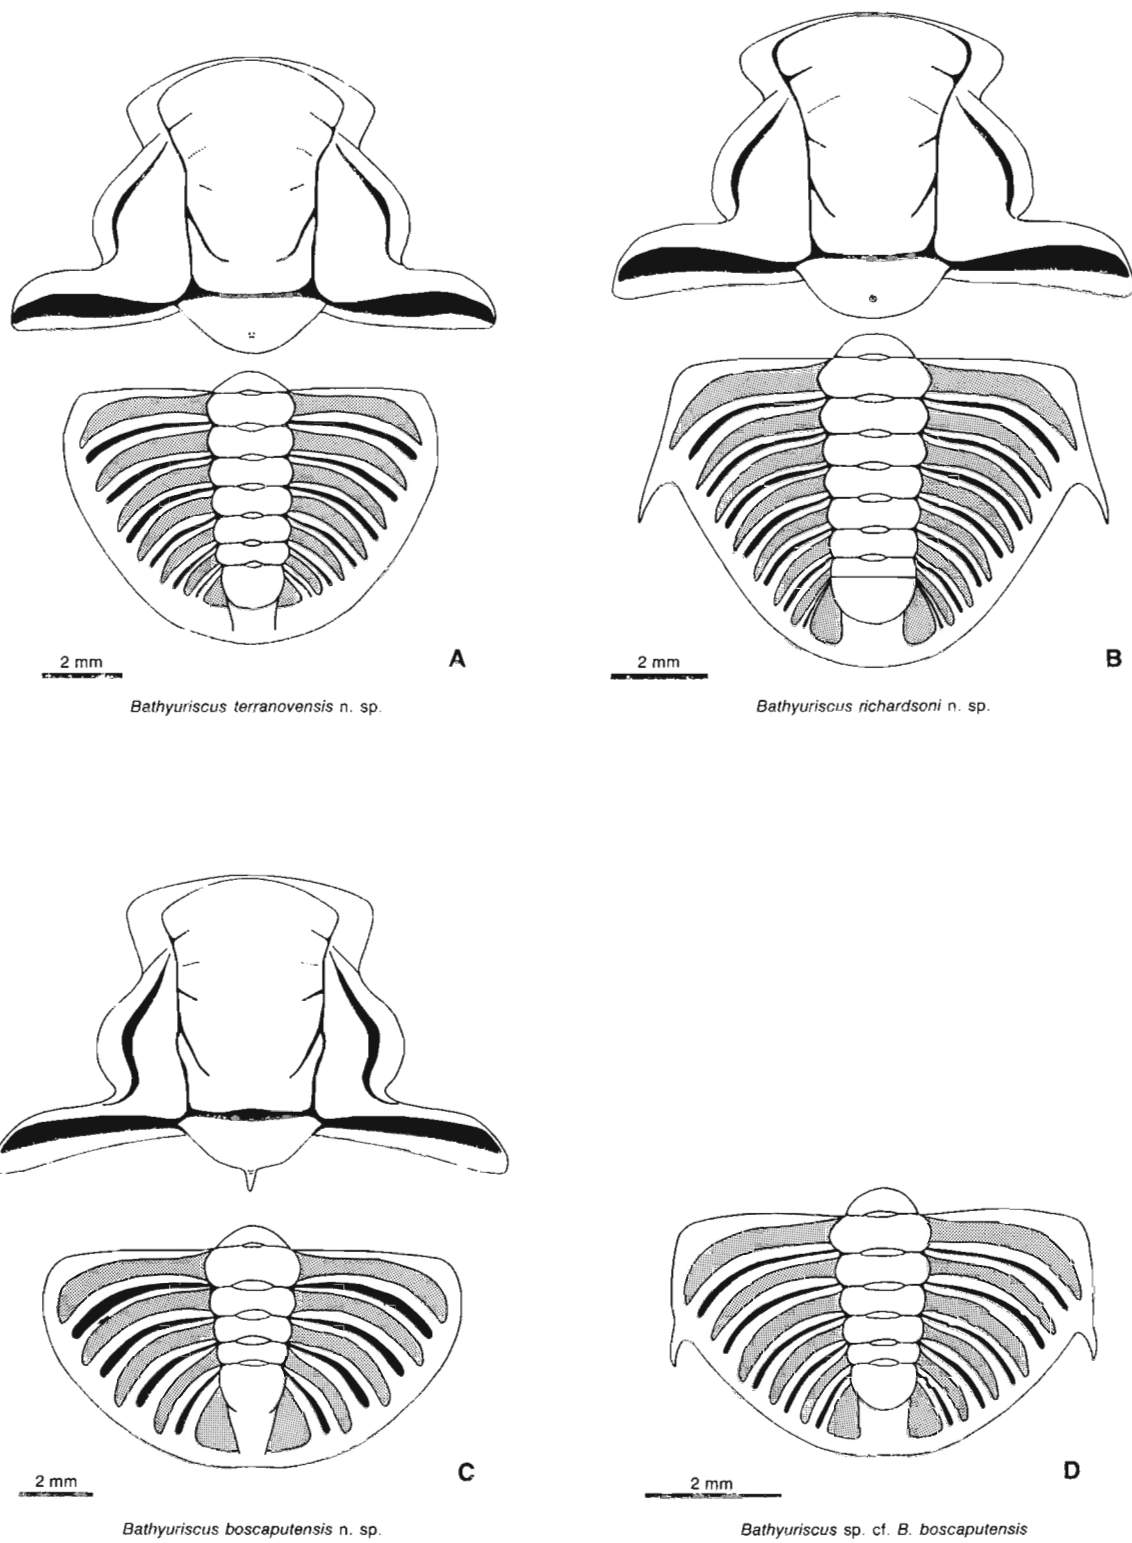 2 mm
A
Bathyuriscus terranovensis n. sp.
2 mm
B
Bathyuriscus richardsoni n. sp.
2 mm
C
Bathyuriscus boscaputensis n. sp.
2 mm
D
Bathyuriscus sp. cf. B. boscaputensis